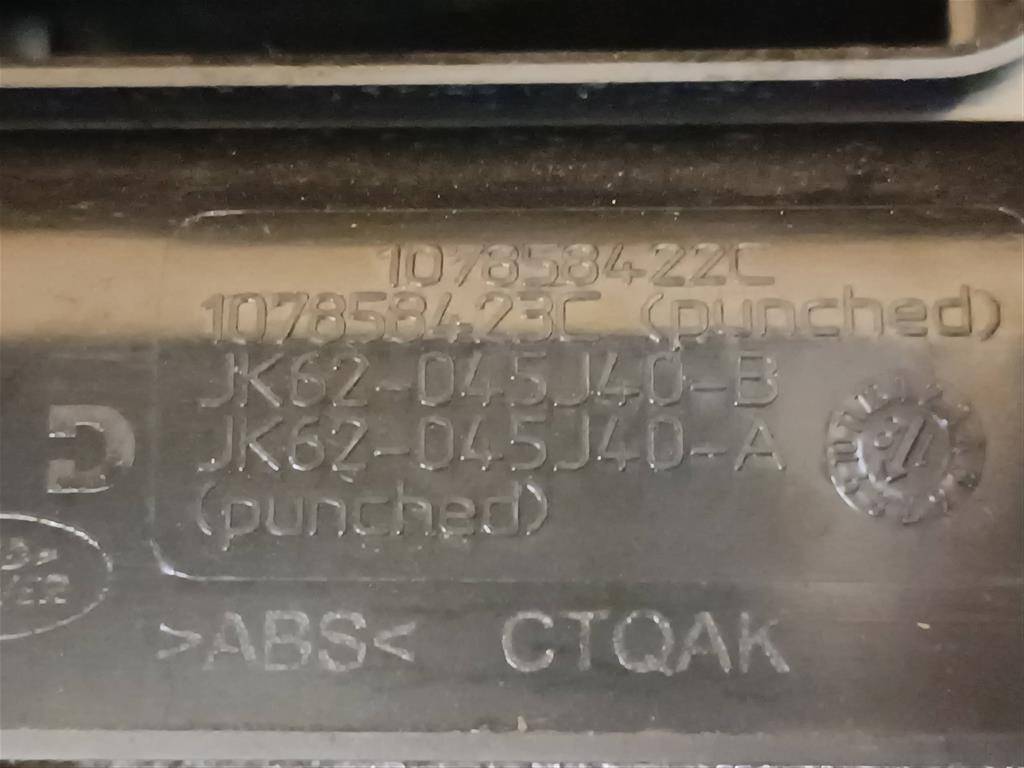 107858422C
107858423C (punched)
JK62-045J40-B
JK62-045J40-A
(punched)
>ABS< CTQAK